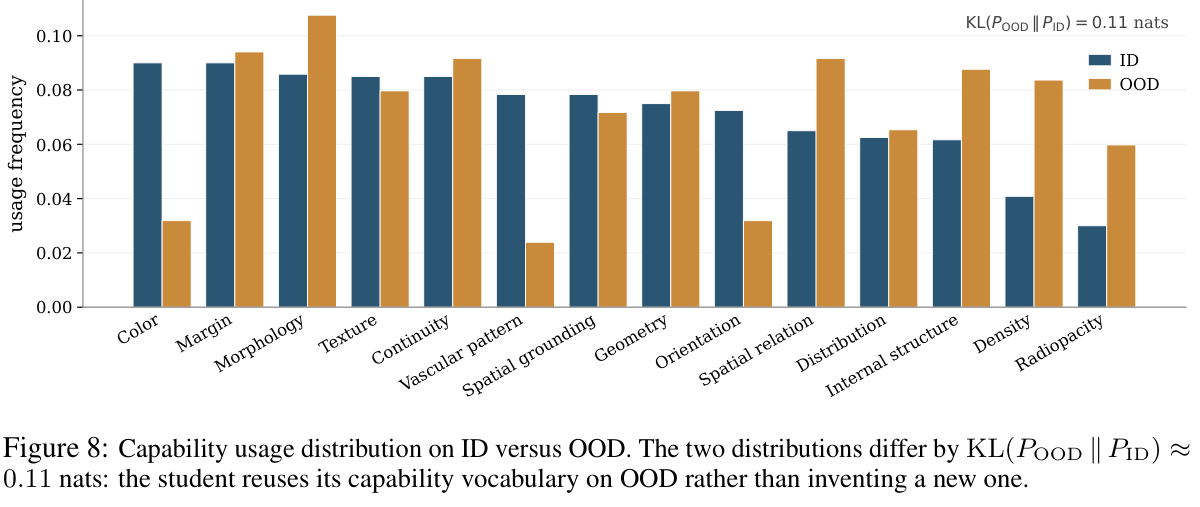 KL(P_OOD ∥ P_ID) = 0.11 nats
ID
OOD
usage frequency
0.10
0.08
0.06
0.04
0.02
0.00
Color
Margin
Morphology
Texture
Continuity
Vascular pattern
Spatial grounding
Geometry
Orientation
Spatial relation
Distribution
Internal structure
Density
Radiopacity
Figure 8: Capability usage distribution on ID versus OOD. The two distributions differ by KL(P_OOD ∥ P_ID) ≈
0.11 nats: the student reuses its capability vocabulary on OOD rather than inventing a new one.